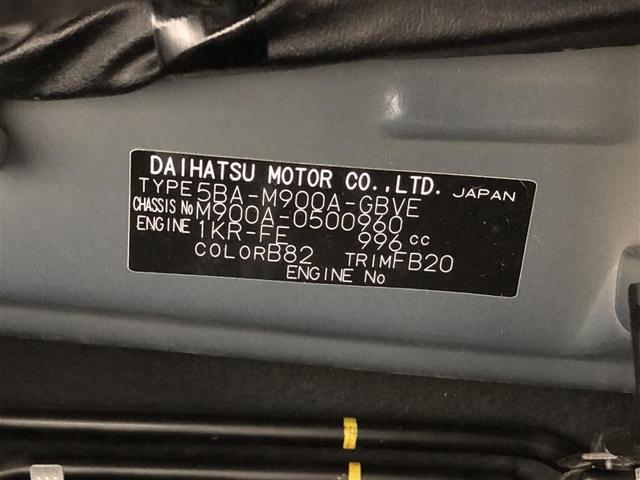 DAIHATSU MOTOR CO.,LTD. JAPAN
TYPE 5BA-M900A-GBVE
CHASSIS No M900A-0500960
ENGINE 1KR-FE 996 cc
COLOR B82 TRIM FB20
ENGINE No